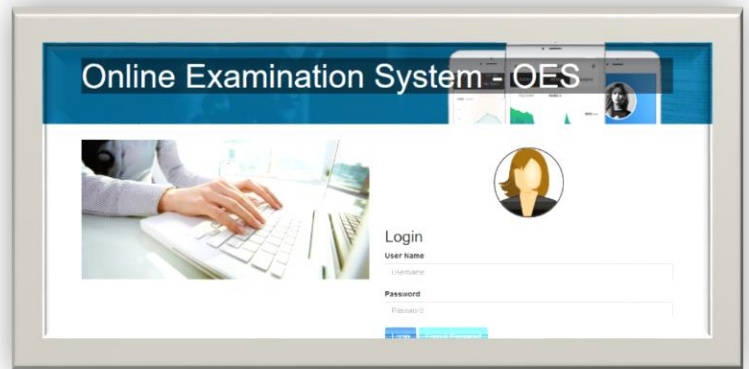 Online Examination System - OES
Login
User Name
Username
Password
Password